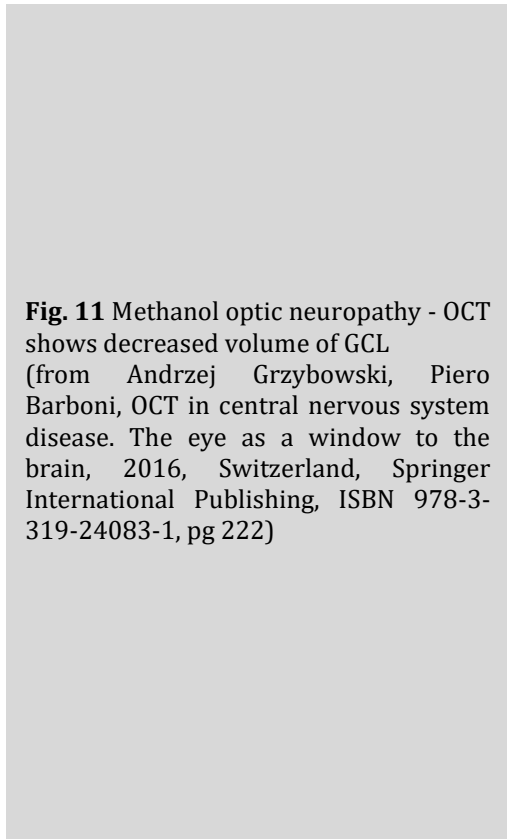 Fig. 11 Methanol optic neuropathy - OCT
shows decreased volume of GCL
(from Andrzej Grzybowski, Piero
Barboni, OCT in central nervous system
disease. The eye as a window to the
brain, 2016, Switzerland, Springer
International Publishing, ISBN 978-3-
319-24083-1, pg 222)